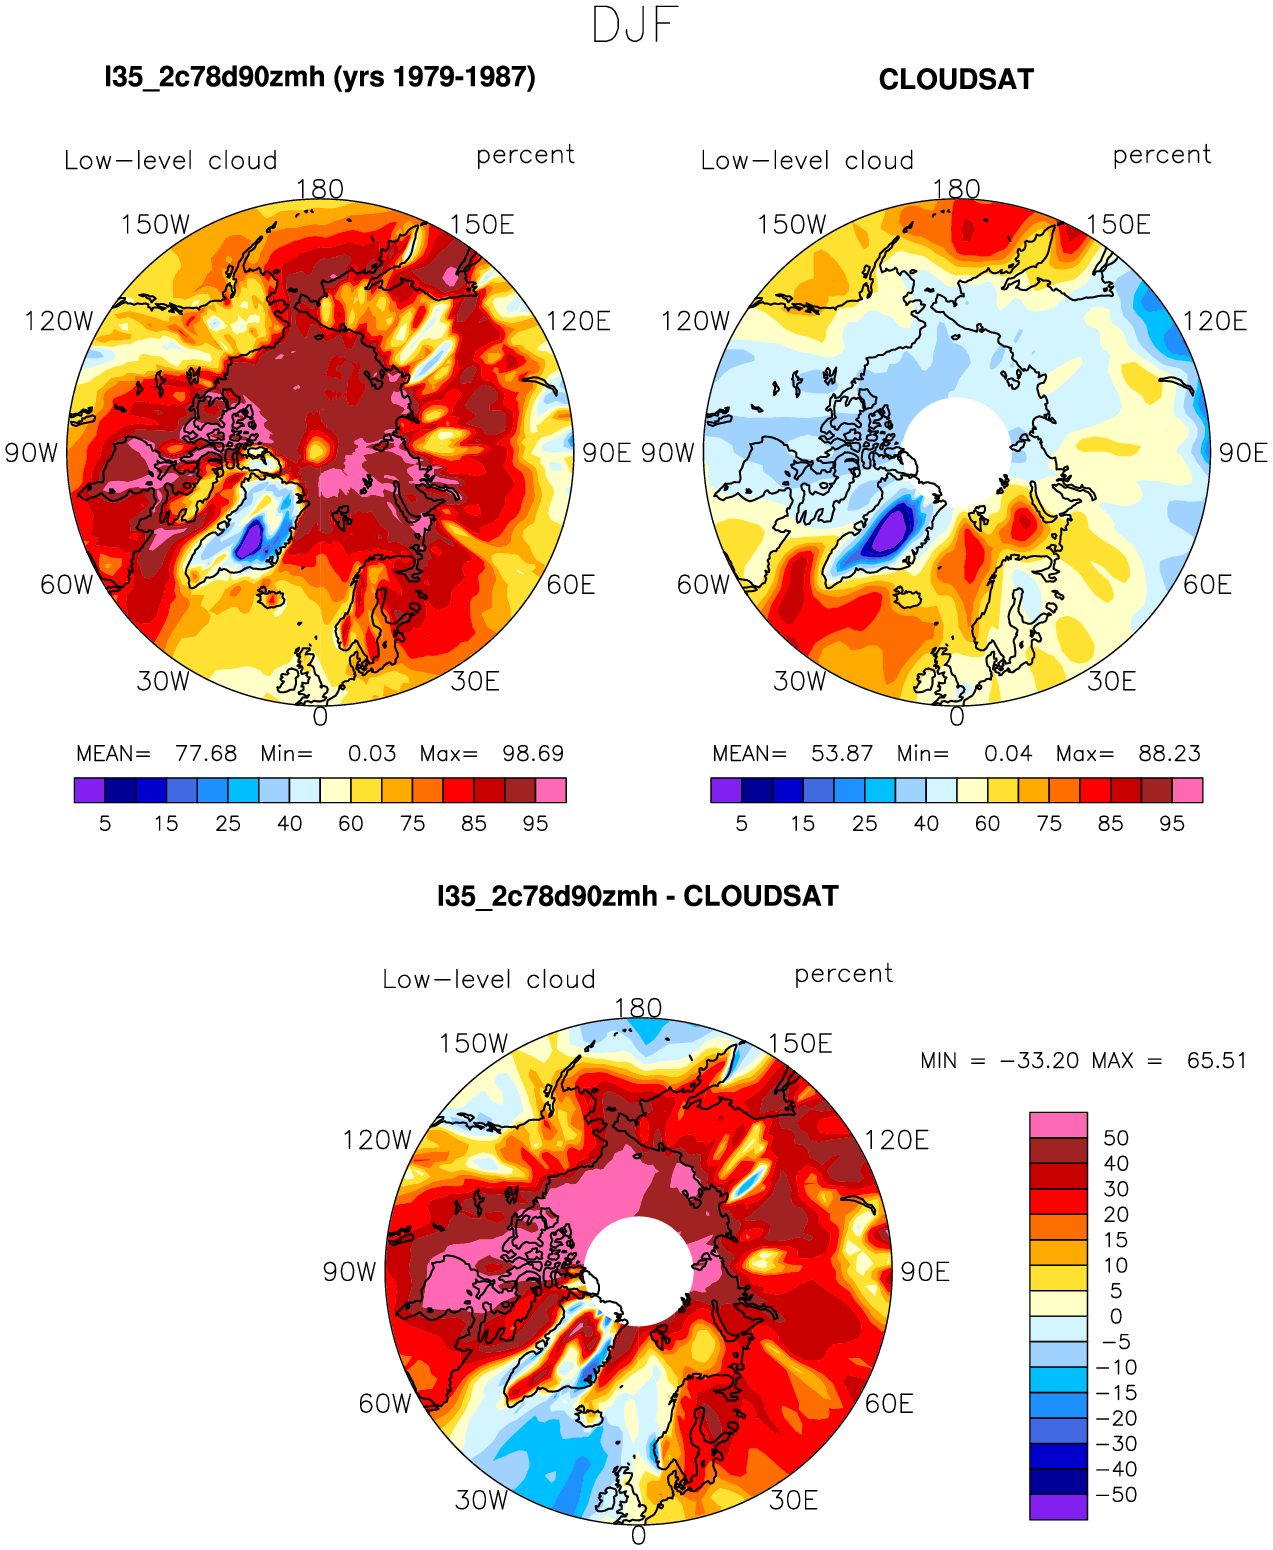 DJF
l35_2c78d90zmh (yrs 1979-1987)
CLOUDSAT
Low-level cloud percent
Low-level cloud percent
180
150W 150E
120W 120E
90W 90E
60W 60E
30W 30E
0
180
150W 150E
120W 120E
90W 90E
60W 60E
30W 30E
0
MEAN= 77.68 Min= 0.03 Max= 98.69
MEAN= 53.87 Min= 0.04 Max= 88.23
5 15 25 40 60 75 85 95
5 15 25 40 60 75 85 95
l35_2c78d90zmh - CLOUDSAT
Low-level cloud percent
180
150W 150E
120W 120E
90W 90E
60W 60E
30W 30E
0
MIN = -33.20 MAX = 65.51
50
40
30
20
15
10
5
0
-5
-10
-15
-20
-30
-40
-50